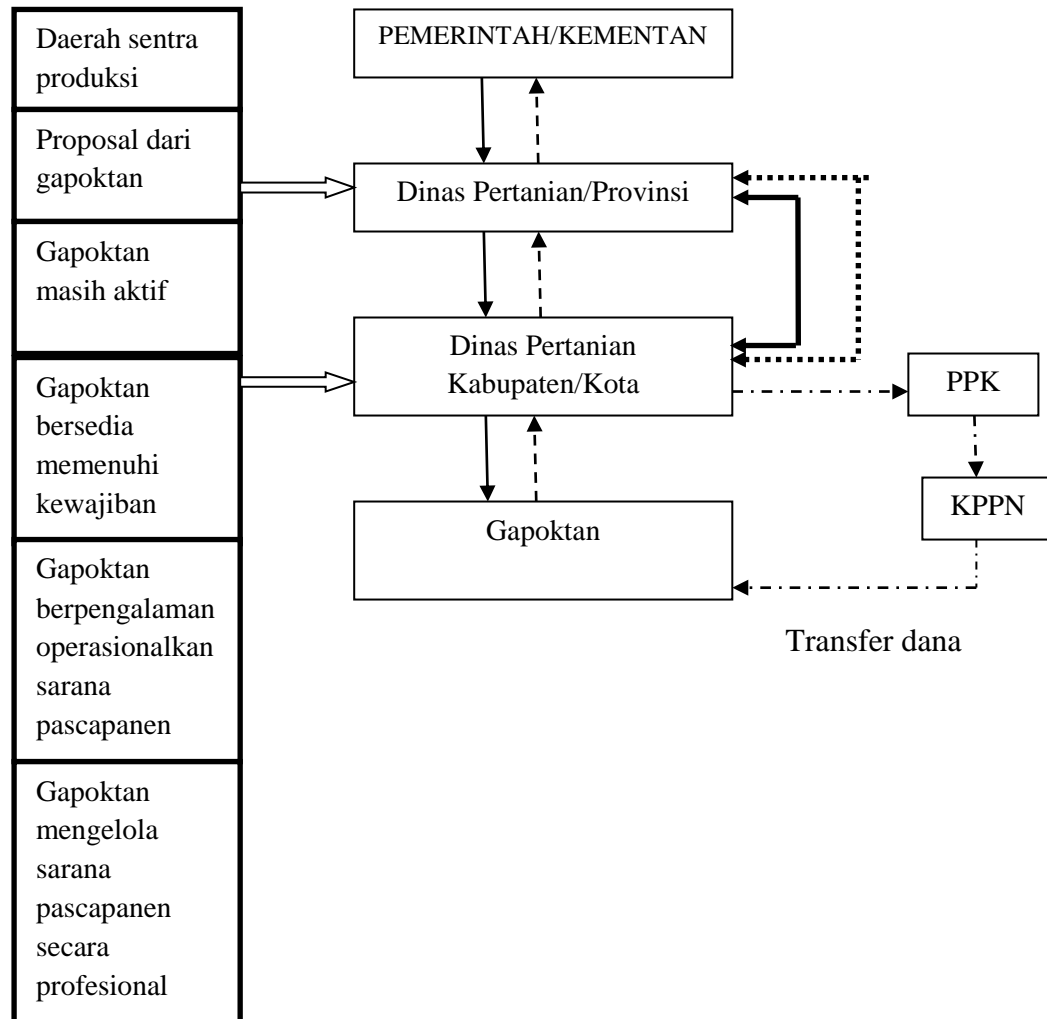 Daerah sentra
produksi
Proposal dari
gapoktan
Gapoktan
masih aktif
Gapoktan
bersedia
memenuhi
kewajiban
Gapoktan
berpengalaman
operasionalkan
sarana
pascapanen
Gapoktan
mengelola
sarana
pascapanen
secara
profesional
PEMERINTAH/KEMENTAN
Dinas Pertanian/Provinsi
Dinas Pertanian
Kabupaten/Kota
Gapoktan
PPK
KPPN
Transfer dana